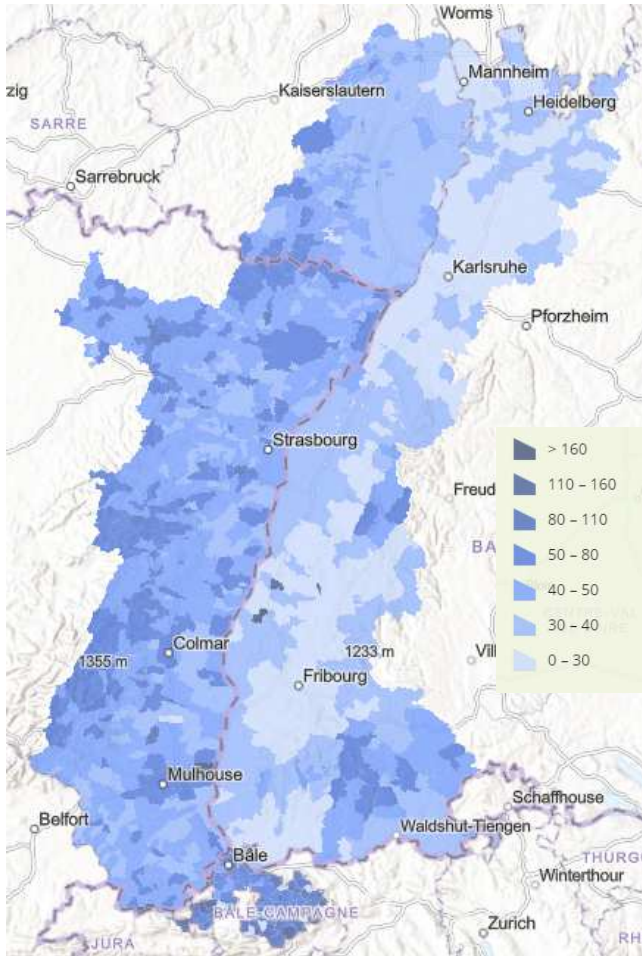 Worms
Mannheim
zig
Kaiserslautern
Heidelberg
SARRE
Sarrebruck
Karlsruhe
Pforzheim
Strasbourg
> 160
110 – 160
Freud
80 – 110
50 – 80
BA
40 – 50
30 – 40
Colmar
1355 m
1233 m
Vil
0 – 30
Fribourg
Mulhouse
Schaffhouse
Belfort
Waldshut-Tiengen
Bâle
THURG
Winterthour
BÂLE-CAMPAGNE
Zurich
JURA
RH